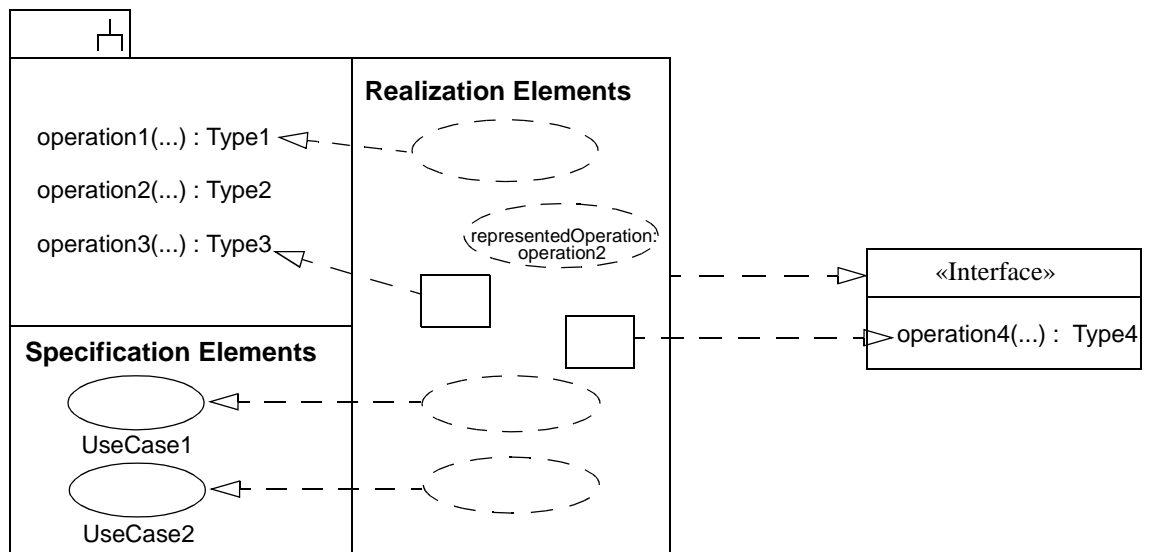 Realization Elements
operation1(...) : Type1
operation2(...) : Type2
operation3(...) : Type3
representedOperation:
operation2
«Interface»
operation4(...) :  Type4
Specification Elements
UseCase1
UseCase2